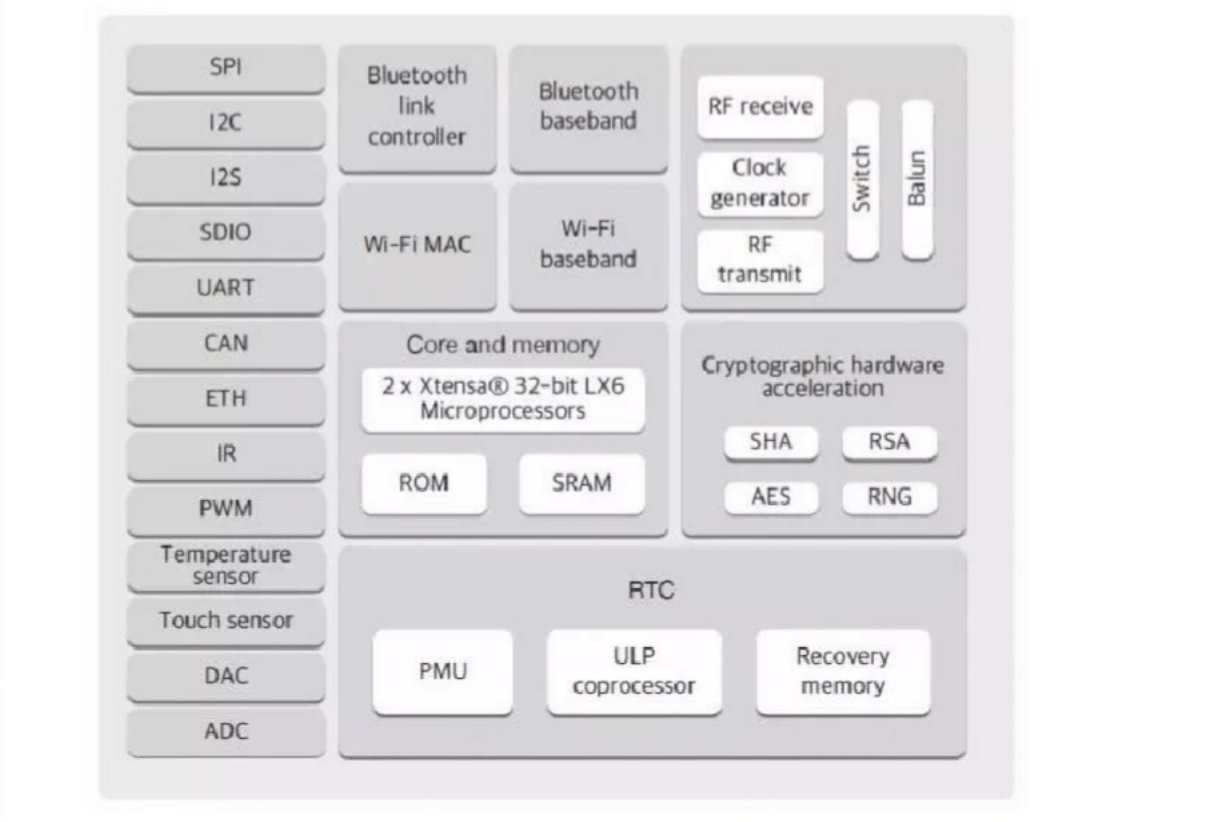 SPI
I2C
I2S
SDIO
UART
CAN
ETH
IR
PWM
Temperature
sensor
Touch sensor
DAC
ADC
Bluetooth
link
controller
Bluetooth
baseband
Wi-Fi MAC
Wi-Fi
baseband
RF receive
Clock
generator
RF
transmit
Switch
Balun
Core and memory
2 x Xtensa® 32-bit LX6
Microprocessors
ROM
SRAM
Cryptographic hardware
acceleration
SHA
RSA
AES
RNG
RTC
PMU
ULP
coprocessor
Recovery
memory